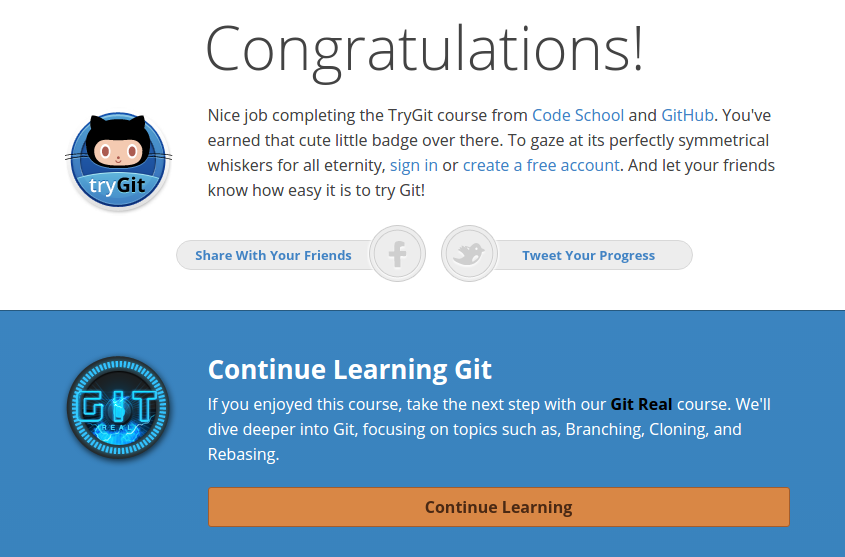 Congratulations!
Nice job completing the TryGit course from Code School and GitHub. You've
earned that cute little badge over there. To gaze at its perfectly symmetrical
whiskers for all eternity, sign in or create a free account. And let your friends
know how easy it is to try Git!
tryGit
Share With Your Friends
Tweet Your Progress
Continue Learning Git
If you enjoyed this course, take the next step with our Git Real course. We'll
dive deeper into Git, focusing on topics such as, Branching, Cloning, and
Rebasing.
GIT
REAL
Continue Learning